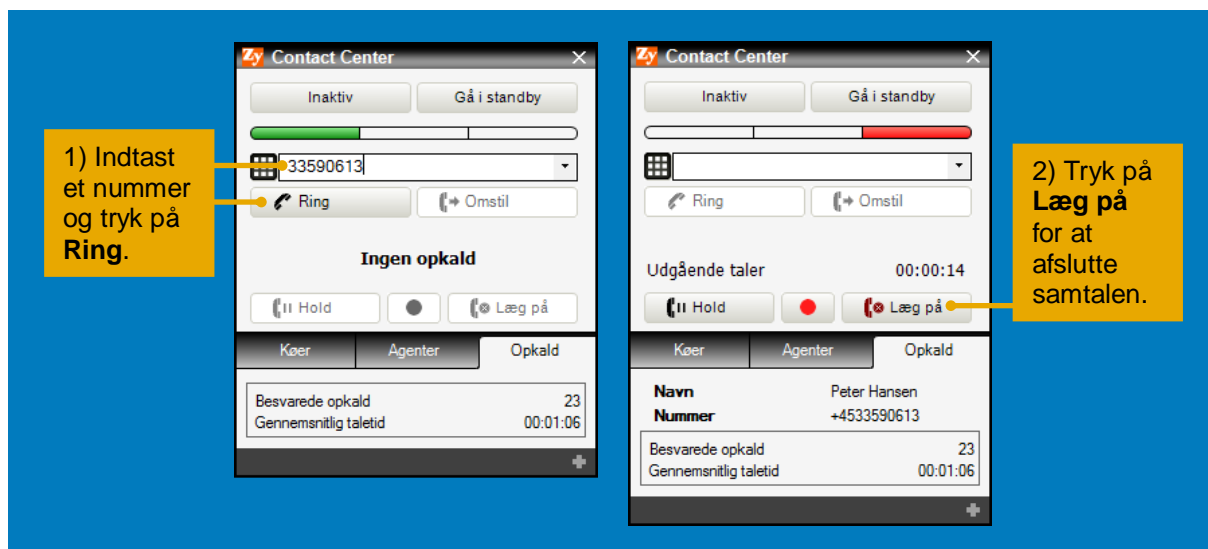 1) Indtast
et nummer
og tryk på
Ring.
Zy Contact Center
Inaktiv Gå i standby
33590613
Ring Omstil
Ingen opkald
Hold Læg på
Køer Agenter Opkald
Besvarede opkald 23
Gennemsnitlig taletid 00:01:06
Zy Contact Center
Inaktiv Gå i standby
Ring Omstil
Udgående taler 00:00:14
Hold Læg på
Køer Agenter Opkald
Navn Peter Hansen
Nummer +4533590613
Besvarede opkald 23
Gennemsnitlig taletid 00:01:06
2) Tryk på
Læg på
for at
afslutte
samtalen.